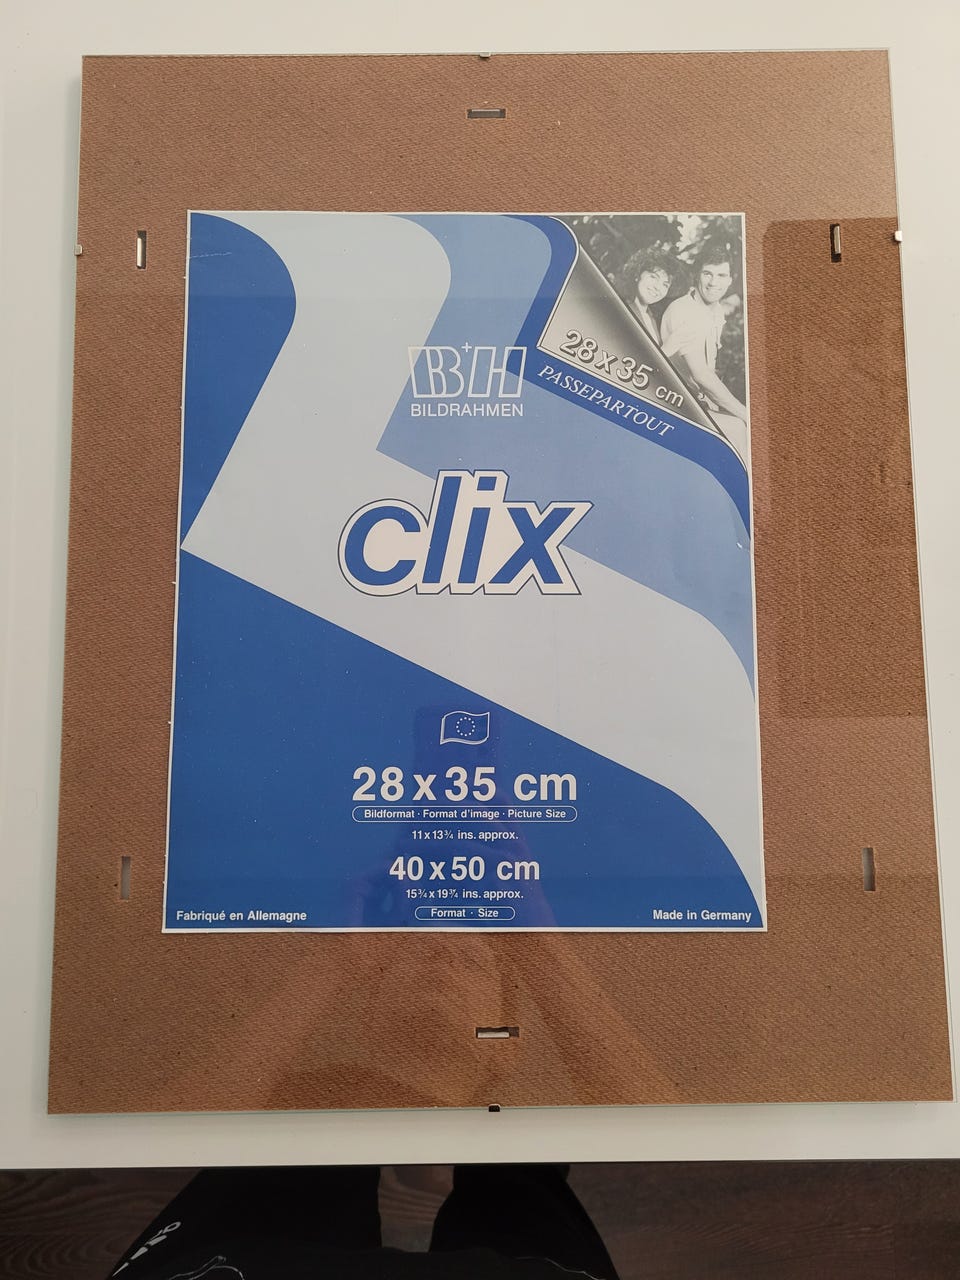 28 x 35 cm
PASSEPARTOUT
B+H
BILDRAHMEN
clix
28 x 35 cm
Bildformat · Format d'image · Picture Size
11 x 13¾ ins. approx.
40 x 50 cm
15¾ x 19¾ ins. approx.
Format · Size
Fabriqué en Allemagne
Made in Germany